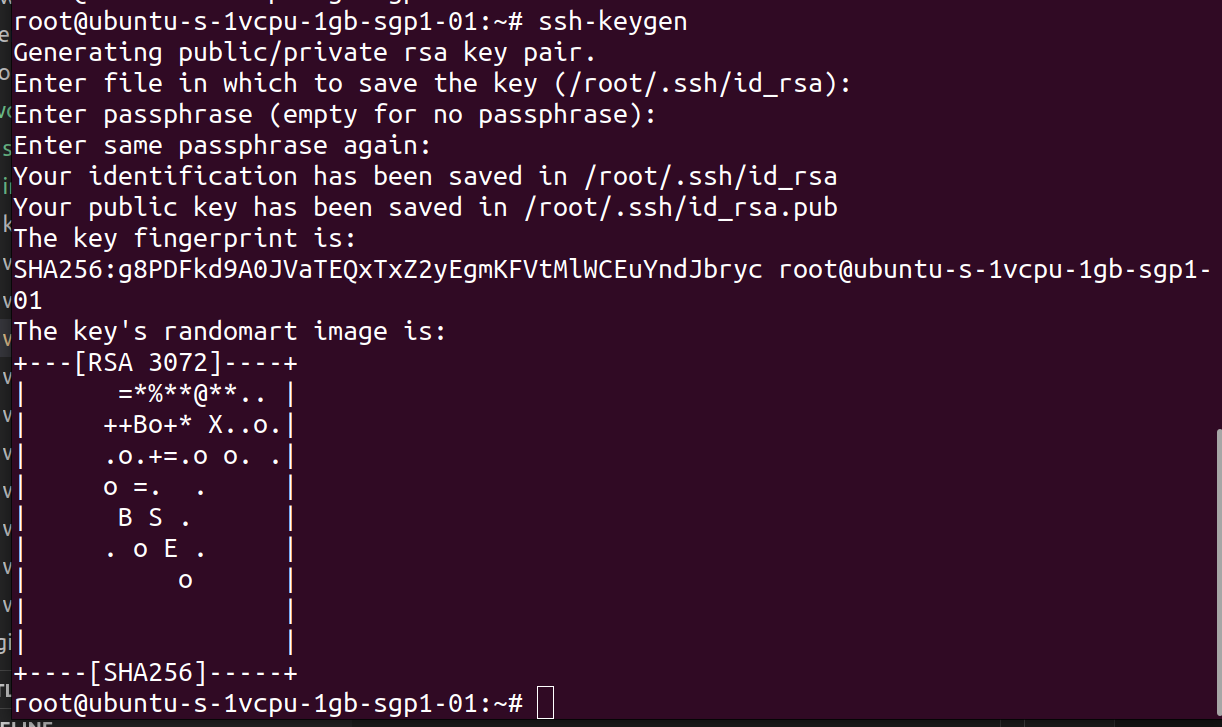 root@ubuntu-s-1vcpu-1gb-sgp1-01:~# ssh-keygen
Generating public/private rsa key pair.
Enter file in which to save the key (/root/.ssh/id_rsa):
Enter passphrase (empty for no passphrase):
Enter same passphrase again:
Your identification has been saved in /root/.ssh/id_rsa
Your public key has been saved in /root/.ssh/id_rsa.pub
The key fingerprint is:
SHA256:g8PDFkd9A0JVaTEQxTxZ2yEgmKFVtMlWCEuYndJbryc root@ubuntu-s-1vcpu-1gb-sgp1-
01
The key's randomart image is:
+---[RSA 3072]----+
|      =*%**@**.. |
|     ++Bo+* X..o.|
|     .o.+=.o o. .|
|     o =.  .     |
|      B S .      |
|     . o E .     |
|          o      |
|                 |
|                 |
+----[SHA256]-----+
root@ubuntu-s-1vcpu-1gb-sgp1-01:~#